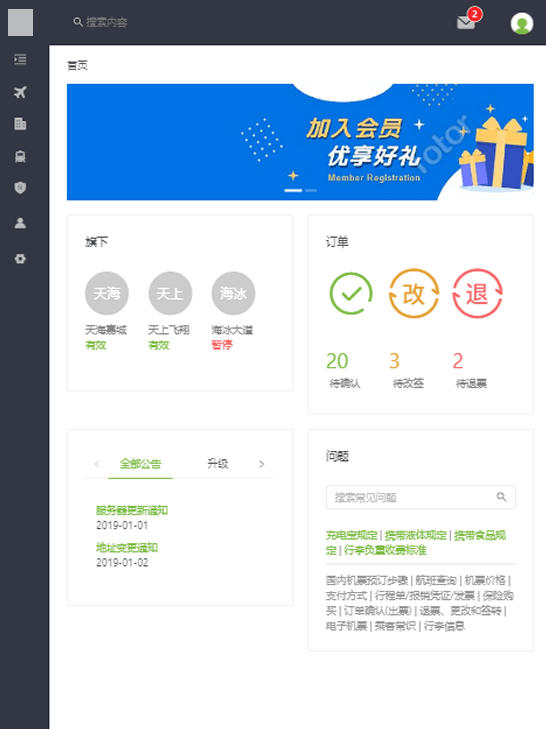 搜索内容
2
首页
加入会员
优享好礼
Member Registration
rotor
旗下
天海 天上 海冰
天海嘉城 天上飞翔 海冰大道
有效 有效 暂停
订单
改 退
20 3 2
待确认 待改签 待退票
全部公告 升级
服务器更新通知
2019-01-01
地址变更通知
2019-01-02
问题
搜索常见问题
充电宝规定 | 携带液体规定 | 携带食品规
定 | 行李负重收费标准
国内机票预订步骤 | 航班查询 | 机票价格 |
支付方式 | 行程单/报销凭证/发票 | 保险购
买 | 订单确认(出票) | 退票、更改和签转 |
电子机票 | 乘客常识 | 行李信息